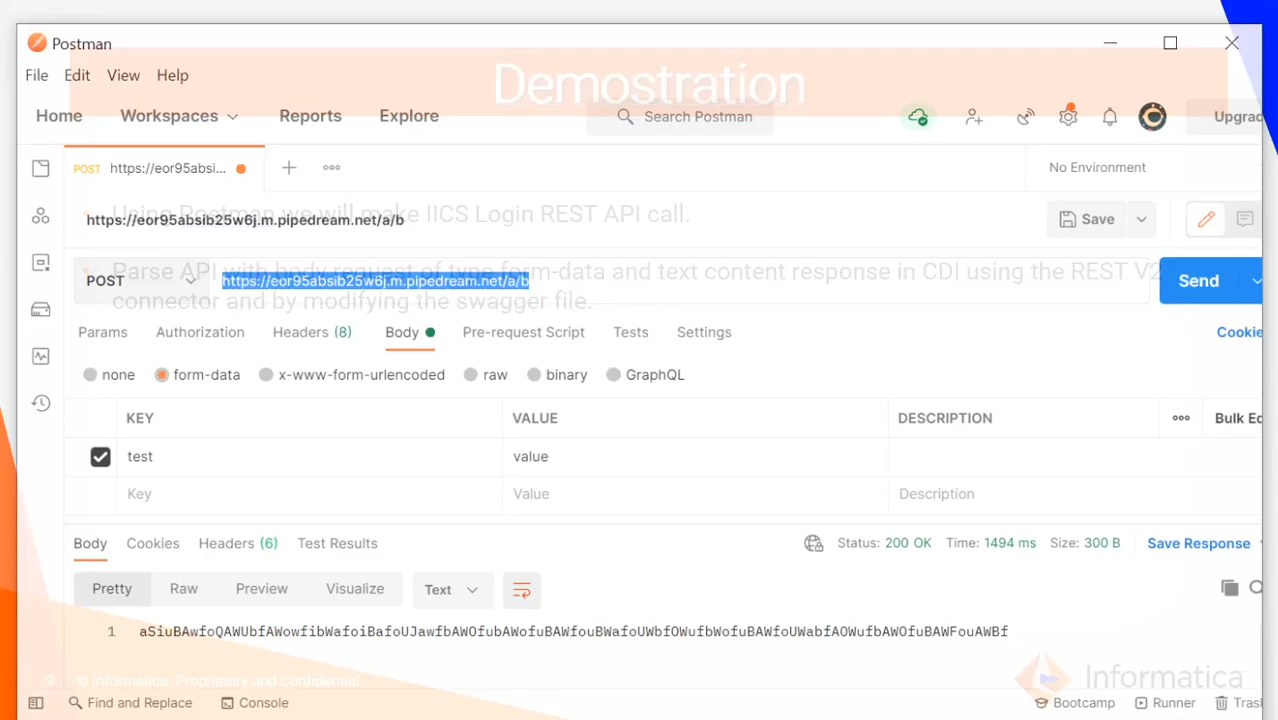 Postman
Demostration
File Edit View Help
Home Workspaces Reports Explore Search Postman Upgrad
POST https://eor95absi... No Environment
https://eor95absib25w6j.m.pipedream.net/a/b Save
Using Postman we will make IICS Login REST API call.
POST https://eor95absib25w6j.m.pipedream.net/a/b Send
Parse API with body request of type form-data and text content response in CDI using the REST V2
connector and by modifying the swagger file.
Params Authorization Headers (8) Body Pre-request Script Tests Settings Cookie
none form-data x-www-form-urlencoded raw binary GraphQL
KEY VALUE DESCRIPTION Bulk Ed
test value
Key Value Description
Body Cookies Headers (6) Test Results Status: 200 OK Time: 1494 ms Size: 300 B Save Response
Pretty Raw Preview Visualize Text
1 aSiuBAwfoQAWUbfAWowfibWafoiBafoUJawfbAWOfubAWofuBAWfouBWafoUWbfOWufbWofuBAWfoUWabfAOWufbAWOfuBAWFouAWBf
9 © Informatica. Proprietary and Confidential.
Informatica
Find and Replace Console Bootcamp Runner Tras